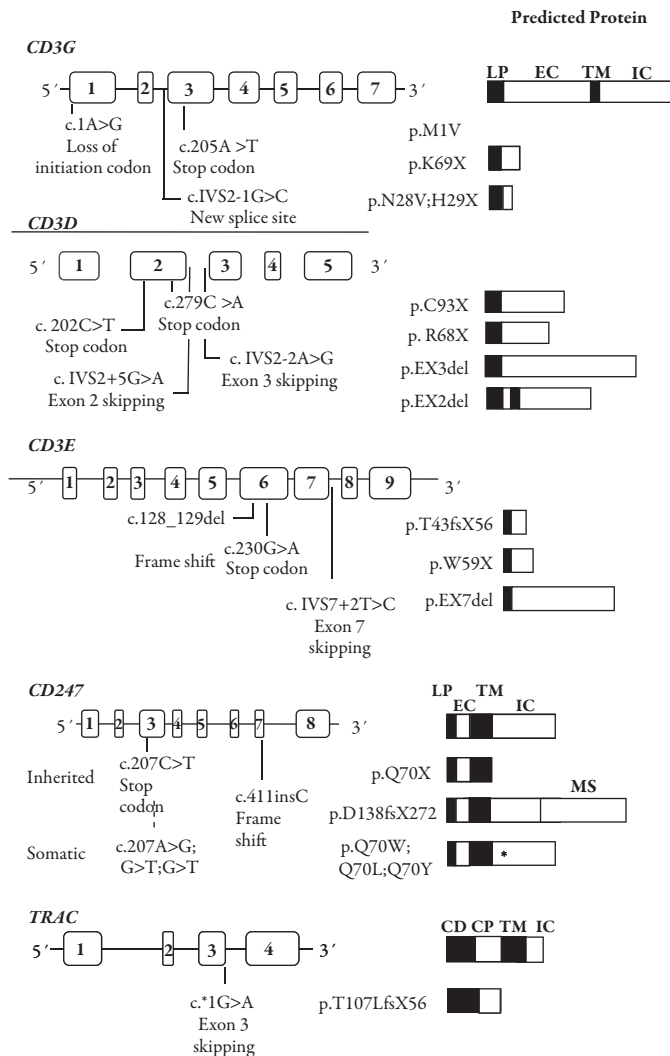 Predicted Protein
CD3G
LP EC TM IC
5´ 1 2 3 4 5 6 7 3´
c.1A>G
Loss of
initiation codon
c.205A >T
Stop codon
c.IVS2-1G>C
New splice site
p.M1V
p.K69X
p.N28V;H29X
CD3D
5´ 1 2 3 4 5 3´
c.279C >A
Stop codon
c. 202C>T
Stop codon
c. IVS2-2A>G
Exon 3 skipping
c. IVS2+5G>A
Exon 2 skipping
p.C93X
p. R68X
p.EX3del
p.EX2del
CD3E
5´ 1 2 3 4 5 6 7 8 9 3´
c.128_129del
Frame shift
c.230G>A
Stop codon
c. IVS7+2T>C
Exon 7
skipping
p.T43fsX56
p.W59X
p.EX7del
CD247
LP TM
EC IC
5´ 1 2 3 4 5 6 7 8 3´
Inherited
c.207C>T
Stop
codon
c.411insC
Frame
shift
p.Q70X
MS
p.D138fsX272
Somatic
c.207A>G;
G>T;G>T
p.Q70W;
Q70L;Q70Y
*
TRAC
CD CP TM IC
5´ 1 2 3 4 3´
c.*1G>A
Exon 3
skipping
p.T107LfsX56